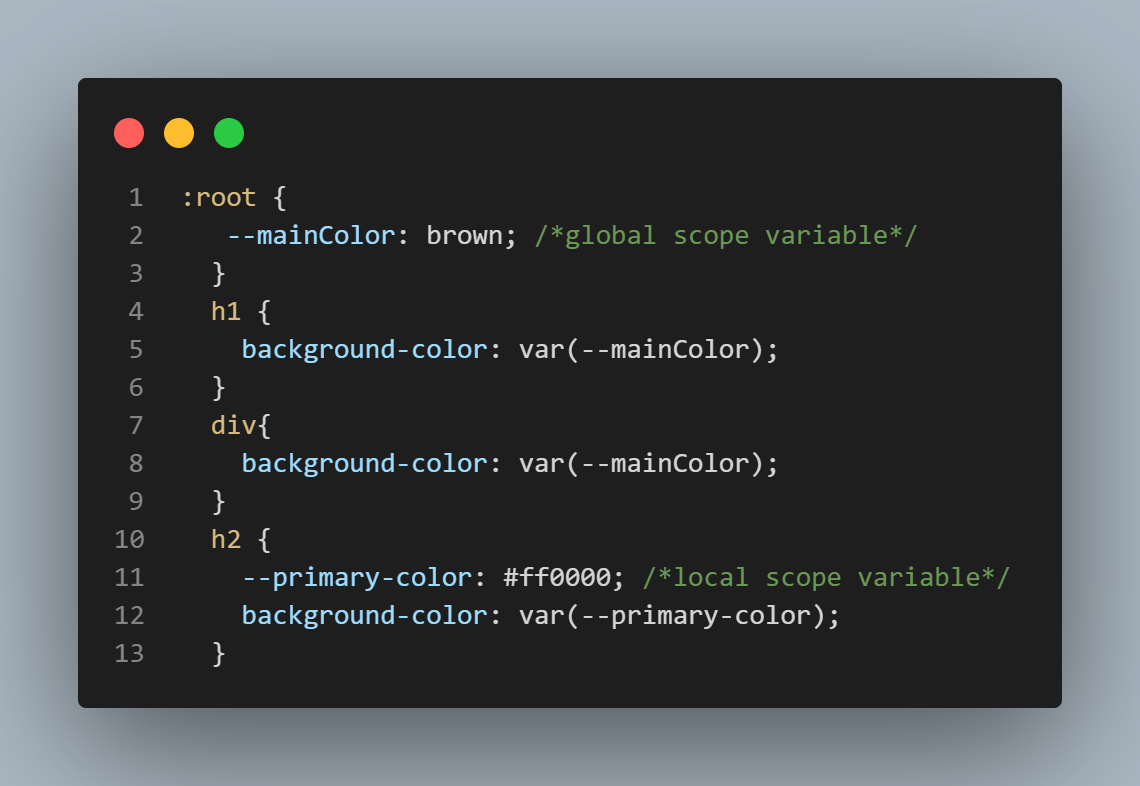 1 :root {
2 --mainColor: brown; /*global scope variable*/
3 }
4 h1 {
5 background-color: var(--mainColor);
6 }
7 div{
8 background-color: var(--mainColor);
9 }
10 h2 {
11 --primary-color: #ff0000; /*local scope variable*/
12 background-color: var(--primary-color);
13 }